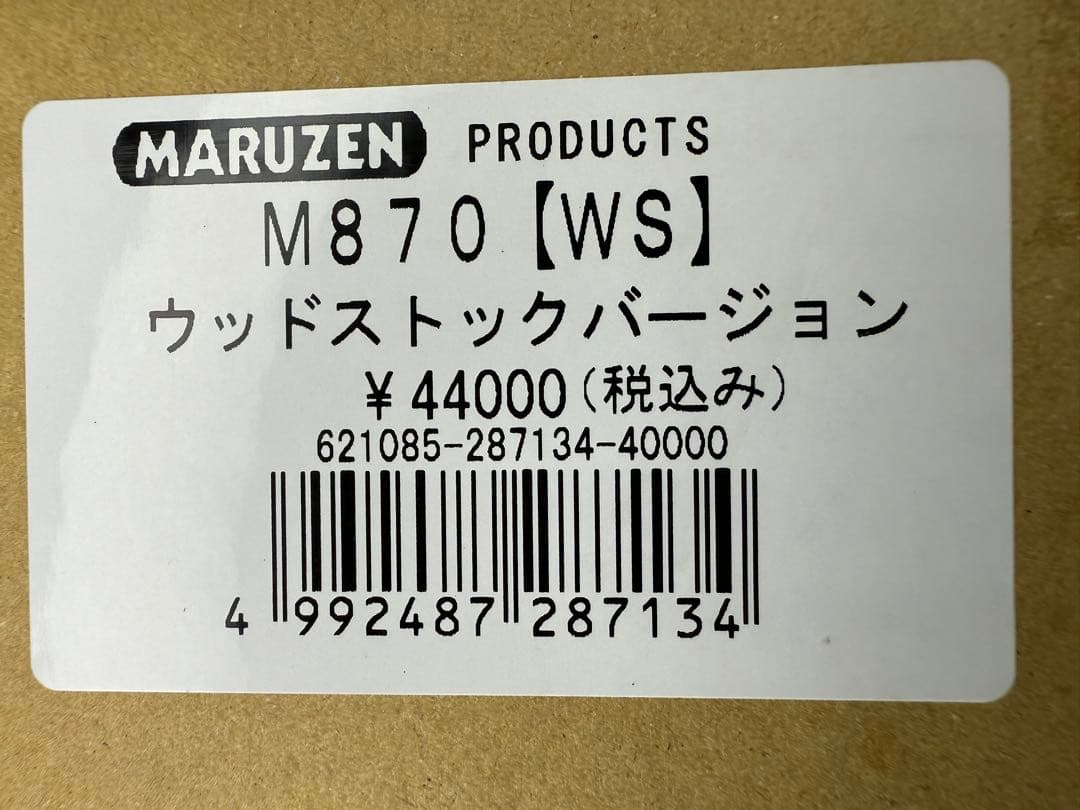 MARUZEN PRODUCTS
M870【WS】
ウッドストックバージョン
¥44000(税込み)
621085-287134-40000
4 992487 287134